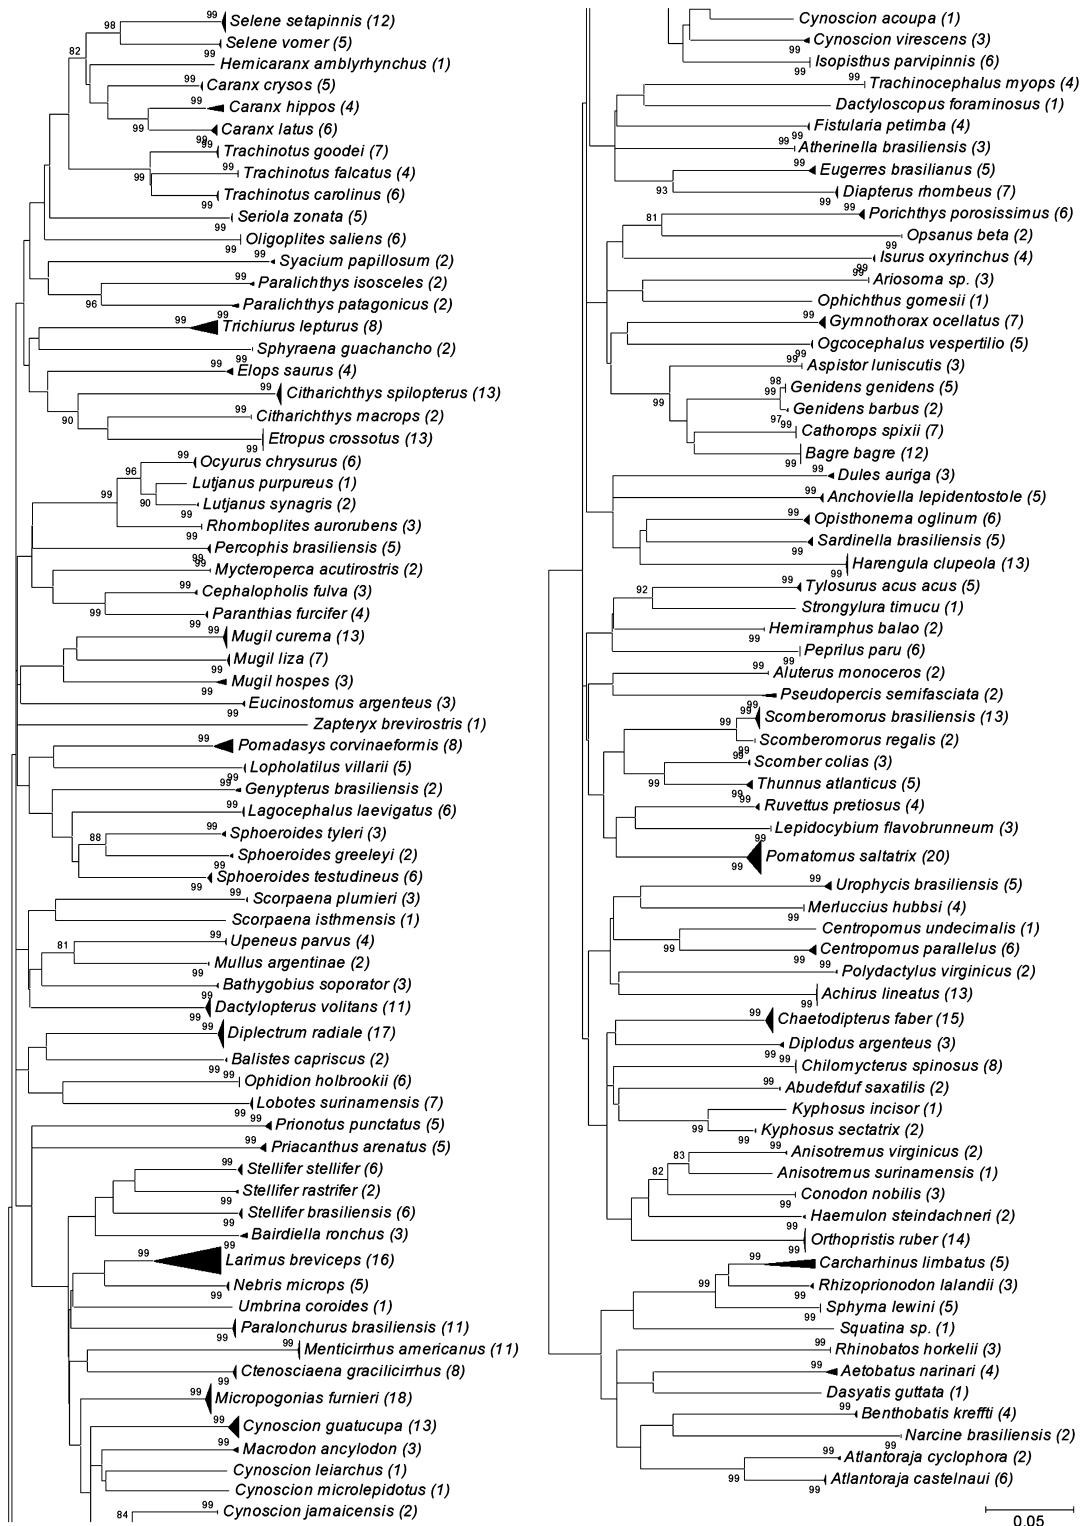 Selene setapinnis (12)
Selene vomer (5)
Hemicaranx amblyrhynchus (1)
Caranx crysos (5)
Caranx hippos (4)
Caranx latus (6)
Trachinotus goodei (7)
Trachinotus falcatus (4)
Trachinotus carolinus (6)
Seriola zonata (5)
Oligoplites saliens (6)
Syacium papillosum (2)
Paralichthys isosceles (2)
Paralichthys patagonicus (2)
Trichiurus lepturus (8)
Sphyraena guachancho (2)
Elops saurus (4)
Citharichthys spilopterus (13)
Citharichthys macrops (2)
Etropus crossotus (13)
Ocyurus chrysurus (6)
Lutjanus purpureus (1)
Lutjanus synagris (2)
Rhomboplites aurorubens (3)
Percophis brasiliensis (5)
Mycteroperca acutirostris (2)
Cephalopholis fulva (3)
Paranthias furcifer (4)
Mugil curema (13)
Mugil liza (7)
Mugil hospes (3)
Eucinostomus argenteus (3)
Zapteryx brevirostris (1)
Pomadasys corvinaeformis (8)
Lopholatilus villarii (5)
Genypterus brasiliensis (2)
Lagocephalus laevigatus (6)
Sphoeroides tyleri (3)
Sphoeroides greeleyi (2)
Sphoeroides testudineus (6)
Scorpaena plumieri (3)
Scorpaena isthmensis (1)
Upeneus parvus (4)
Mullus argentinae (2)
Bathygobius soporator (3)
Dactylopterus volitans (11)
Diplectrum radiale (17)
Balistes capriscus (2)
Ophidion holbrookii (6)
Lobotes surinamensis (7)
Prionotus punctatus (5)
Priacanthus arenatus (5)
Stellifer stellifer (6)
Stellifer rastrifer (2)
Stellifer brasiliensis (6)
Bairdiella ronchus (3)
Larimus breviceps (16)
Nebris microps (5)
Umbrina coroides (1)
Paralonchurus brasiliensis (11)
Menticirrhus americanus (11)
Ctenosciaena gracilicirrhus (8)
Micropogonias furnieri (18)
Cynoscion guatucupa (13)
Macrodon ancylodon (3)
Cynoscion leiarchus (1)
Cynoscion microlepidotus (1)
Cynoscion jamaicensis (2)
Cynoscion acoupa (1)
Cynoscion virescens (3)
Isopisthus parvipinnis (6)
Trachinocephalus myops (4)
Dactyloscopus foraminosus (1)
Fistularia petimba (4)
Atherinella brasiliensis (3)
Eugerres brasilianus (5)
Diapterus rhombeus (7)
Porichthys porosissimus (6)
Opsanus beta (2)
Isurus oxyrinchus (4)
Ariosoma sp. (3)
Ophichthus gomesii (1)
Gymnothorax ocellatus (7)
Ogcocephalus vespertilio (5)
Aspistor luniscutis (3)
Genidens genidens (5)
Genidens barbus (2)
Cathorops spixii (7)
Bagre bagre (12)
Dules auriga (3)
Anchoviella lepidentostole (5)
Opisthonema oglinum (6)
Sardinella brasiliensis (5)
Harengula clupeola (13)
Tylosurus acus acus (5)
Strongylura timucu (1)
Hemiramphus balao (2)
Peprilus paru (6)
Aluterus monoceros (2)
Pseudopercis semifasciata (2)
Scomberomorus brasiliensis (13)
Scomberomorus regalis (2)
Scomber colias (3)
Thunnus atlanticus (5)
Ruvettus pretiosus (4)
Lepidocybium flavobrunneum (3)
Pomatomus saltatrix (20)
Urophycis brasiliensis (5)
Merluccius hubbsi (4)
Centropomus undecimalis (1)
Centropomus parallelus (6)
Polydactylus virginicus (2)
Achirus lineatus (13)
Chaetodipterus faber (15)
Diplodus argenteus (3)
Chilomycterus spinosus (8)
Abudefduf saxatilis (2)
Kyphosus incisor (1)
Kyphosus sectatrix (2)
Anisotremus virginicus (2)
Anisotremus surinamensis (1)
Conodon nobilis (3)
Haemulon steindachneri (2)
Orthopristis ruber (14)
Carcharhinus limbatus (5)
Rhizoprionodon lalandii (3)
Sphyrna lewini (5)
Squatina sp. (1)
Rhinobatos horkelii (3)
Aetobatus narinari (4)
Dasyatis guttata (1)
Benthobatis kreffti (4)
Narcine brasiliensis (2)
Atlantoraja cyclophora (2)
Atlantoraja castelnaui (6)
0.05